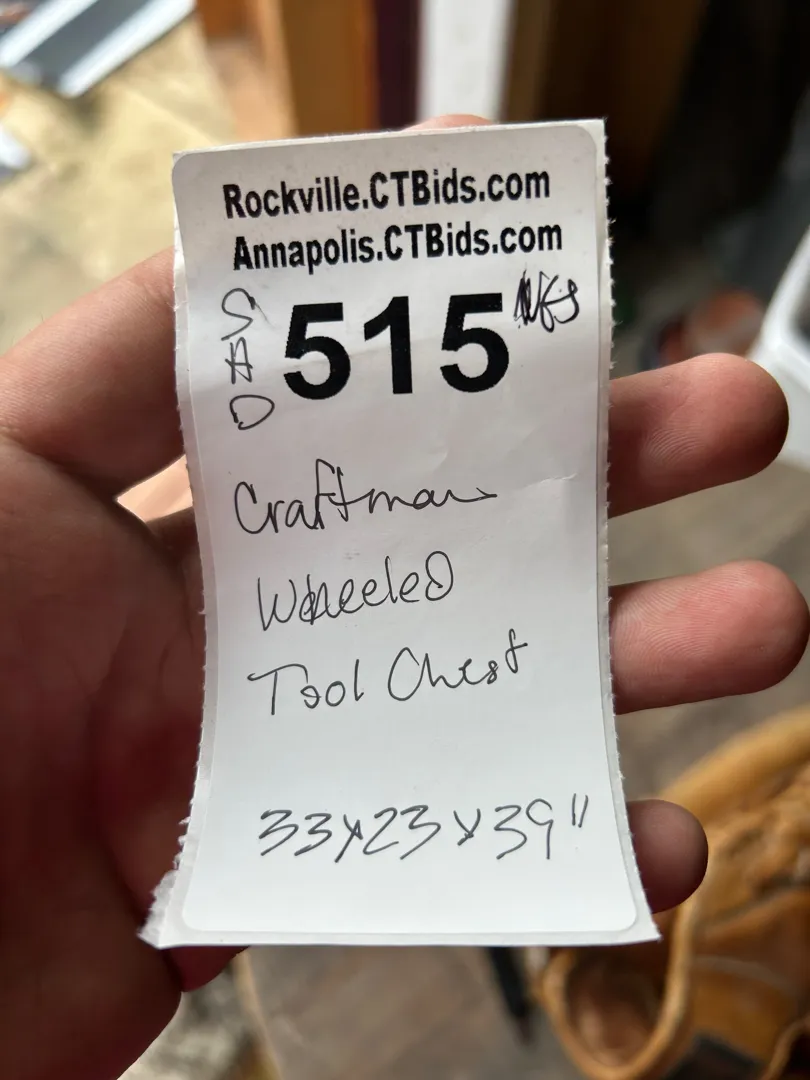 Rockville.CTBids.com
Annapolis.CTBids.com
515
Craftman
Wheeled
Tool Chest
33x23x39"